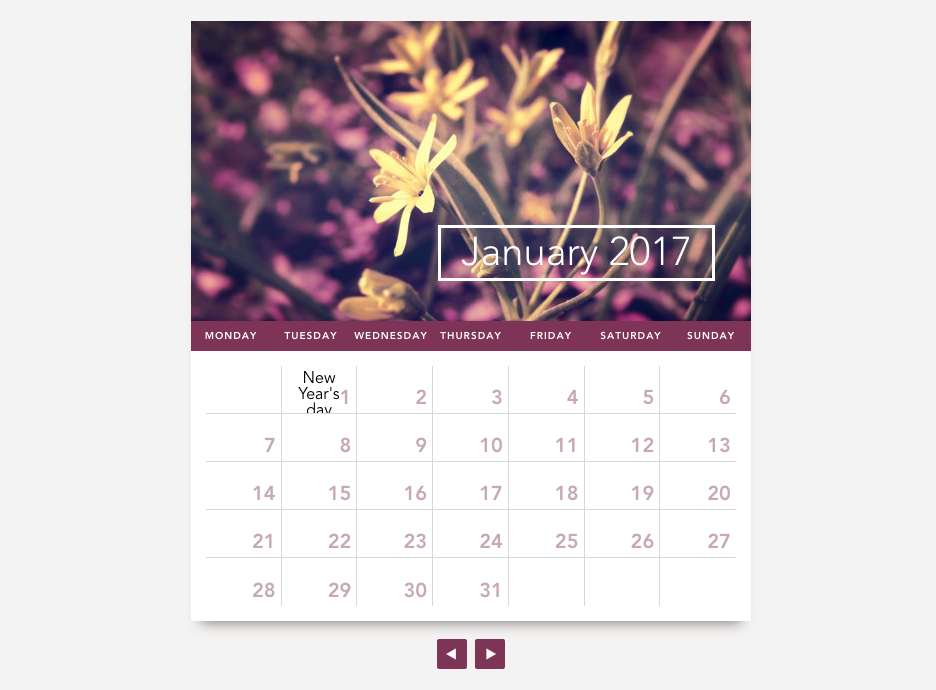 January 2017
MONDAY TUESDAY WEDNESDAY THURSDAY FRIDAY SATURDAY SUNDAY
New
Year's
day
1 2 3 4 5 6
7 8 9 10 11 12 13
14 15 16 17 18 19 20
21 22 23 24 25 26 27
28 29 30 31